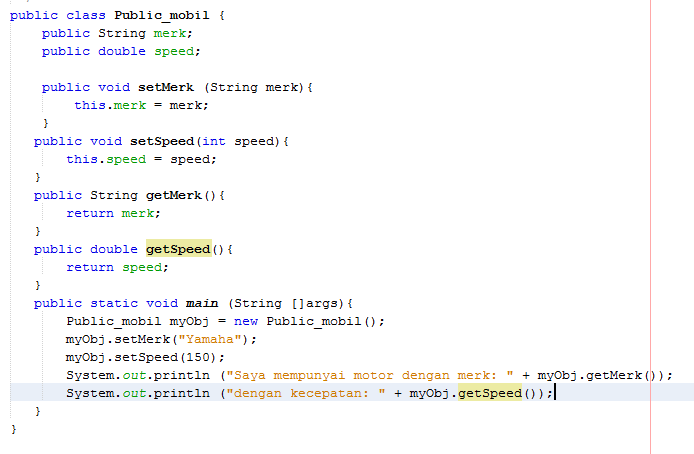 public class Public_mobil {
public String merk;
public double speed;
public void setMerk (String merk){
this.merk = merk;
}
public void setSpeed(int speed){
this.speed = speed;
}
public String getMerk(){
return merk;
}
public double getSpeed(){
return speed;
}
public static void main (String []args){
Public_mobil myObj = new Public_mobil();
myObj.setMerk("Yamaha");
myObj.setSpeed(150);
System.out.println ("Saya mempunyai motor dengan merk: " + myObj.getMerk());
System.out.println ("dengan kecepatan: " + myObj.getSpeed());
}
}